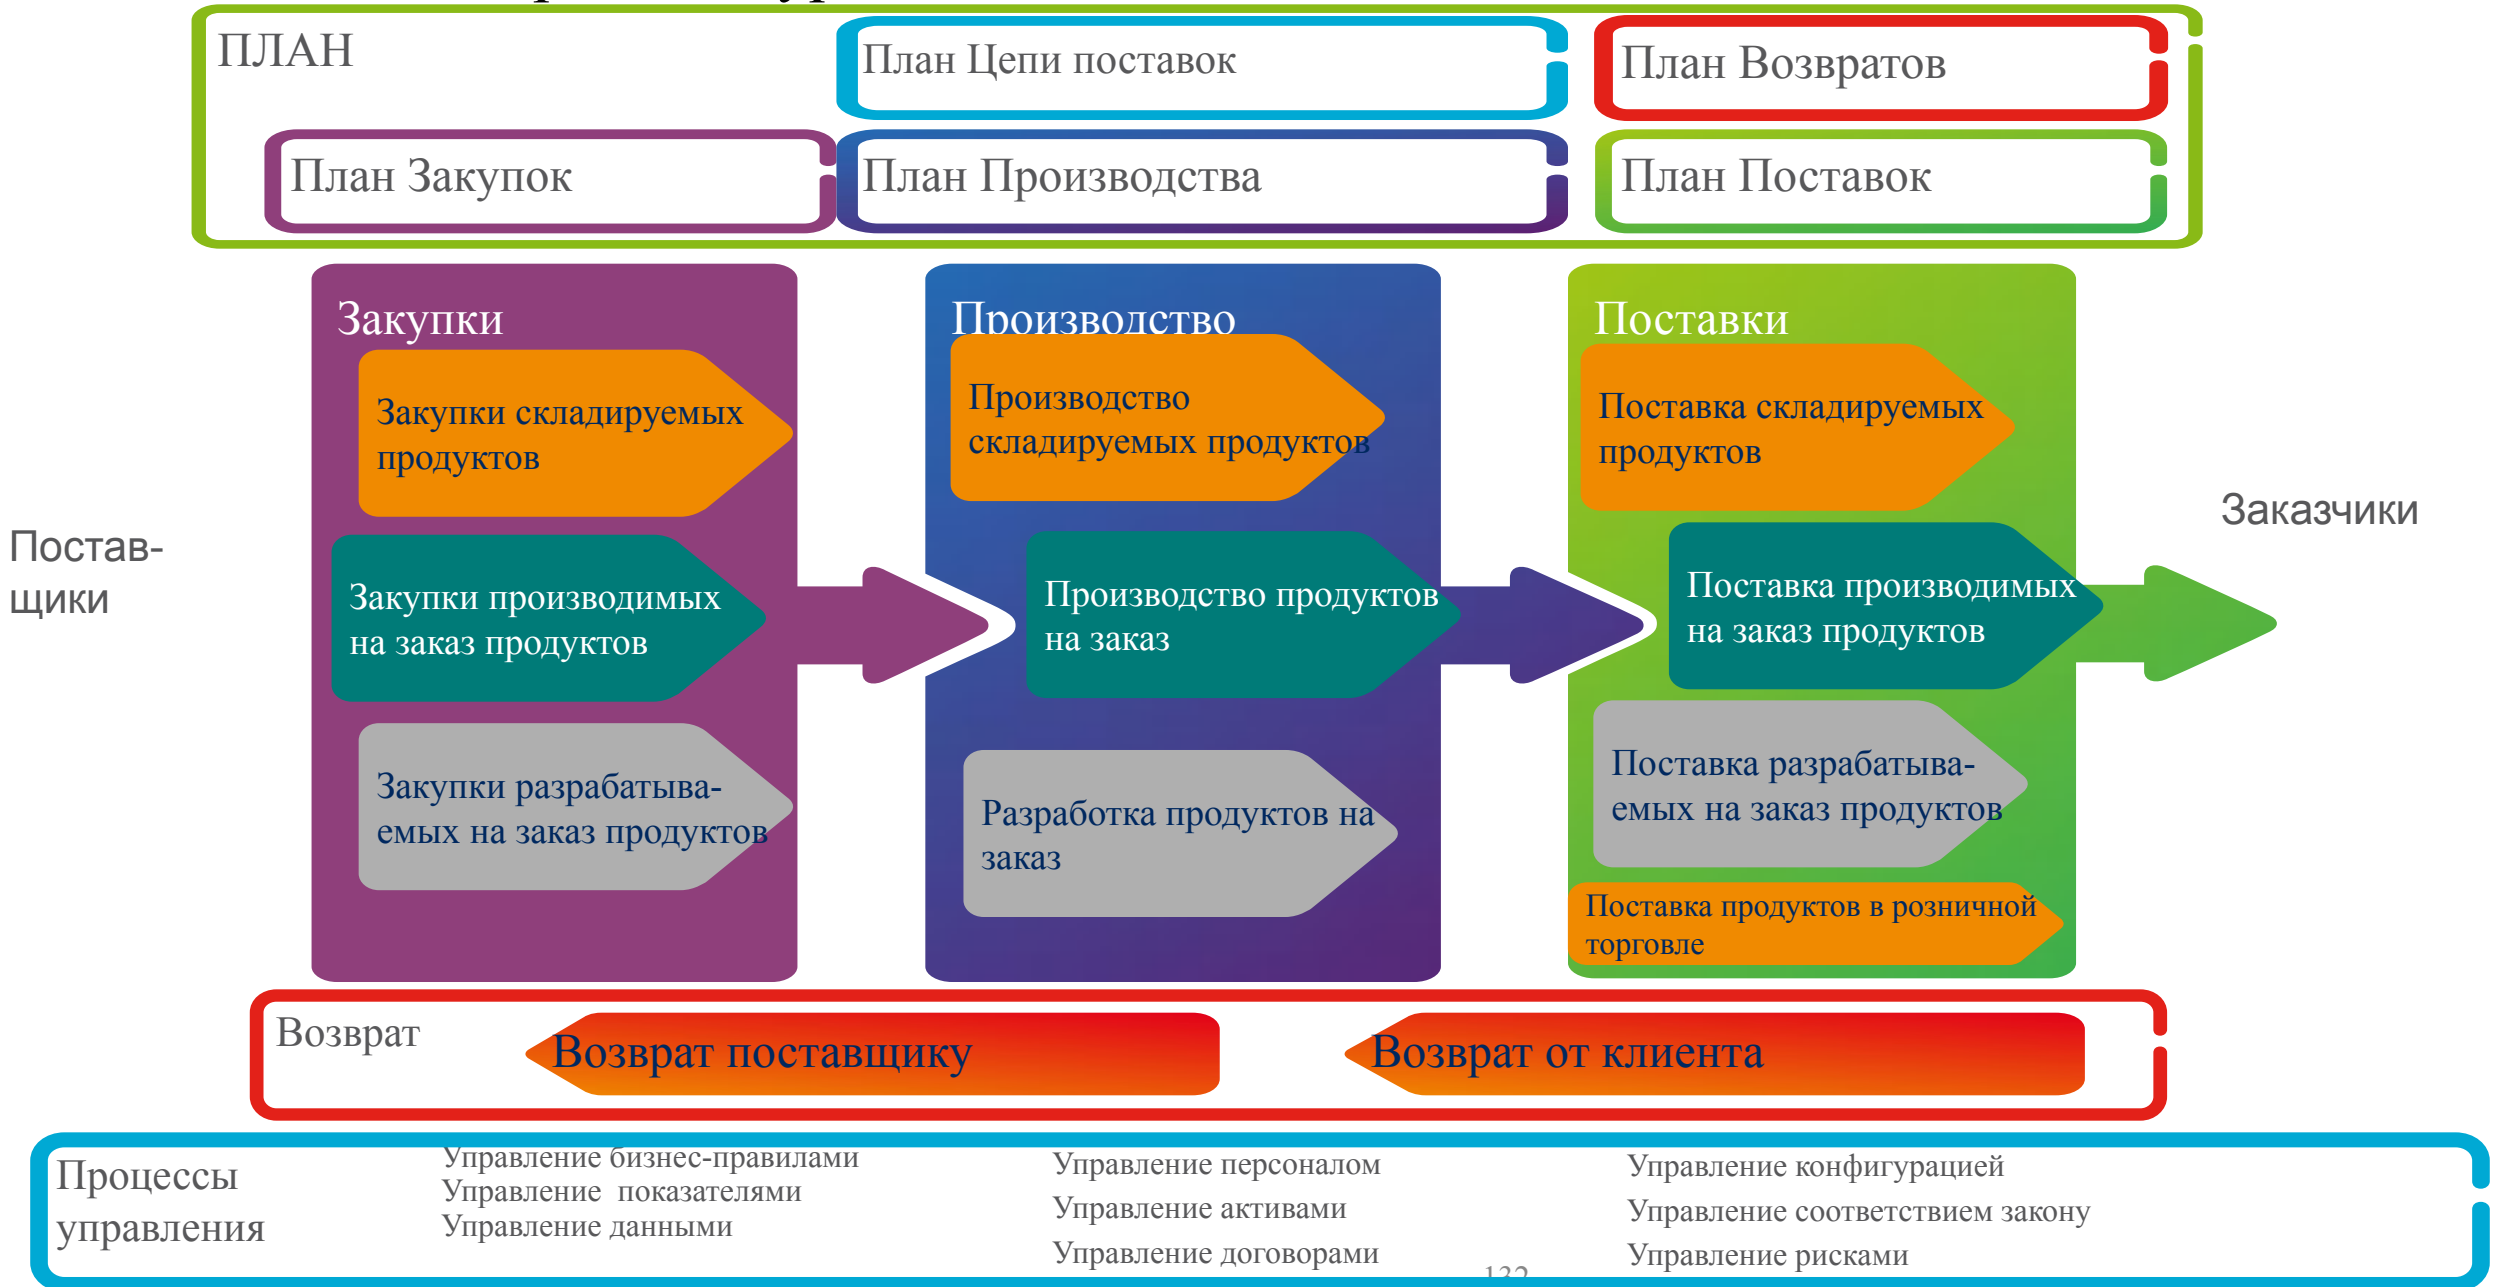 ПЛАН
План Цепи поставок
План Возвратов
План Закупок
План Производства
План Поставок
Закупки
Закупки складируемых
продуктов
Закупки производимых
на заказ продуктов
Закупки разрабатыва-
емых на заказ продуктов
Производство
Производство
складируемых продуктов
Производство продуктов
на заказ
Разработка продуктов на
заказ
Поставки
Поставка складируемых
продуктов
Поставка производимых
на заказ продуктов
Поставка разрабатыва-
емых на заказ продуктов
Поставка продуктов в розничной
торговле
Постав-
щики
Заказчики
Возврат
Возврат поставщику
Возврат от клиента
Процессы
управления
Управление бизнес-правилами
Управление  показателями
Управление данными
Управление персоналом
Управление активами
Управление договорами
Управление конфигурацией
Управление соответствием закону
Управление рисками
132